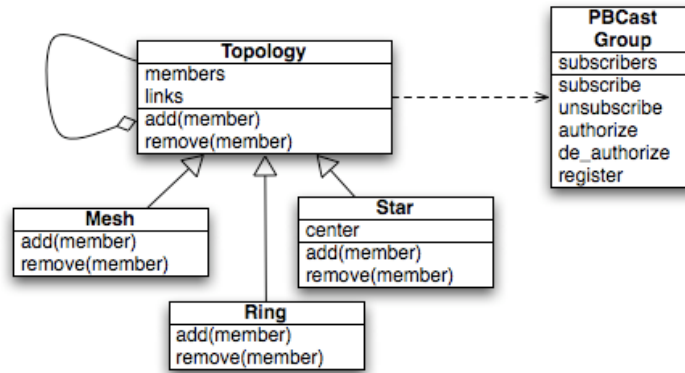 Topology
members
links
add(member)
remove(member)
PBCast
Group
subscribers
subscribe
unsubscribe
authorize
de_authorize
register
Mesh
add(member)
remove(member)
Star
center
add(member)
remove(member)
Ring
add(member)
remove(member)